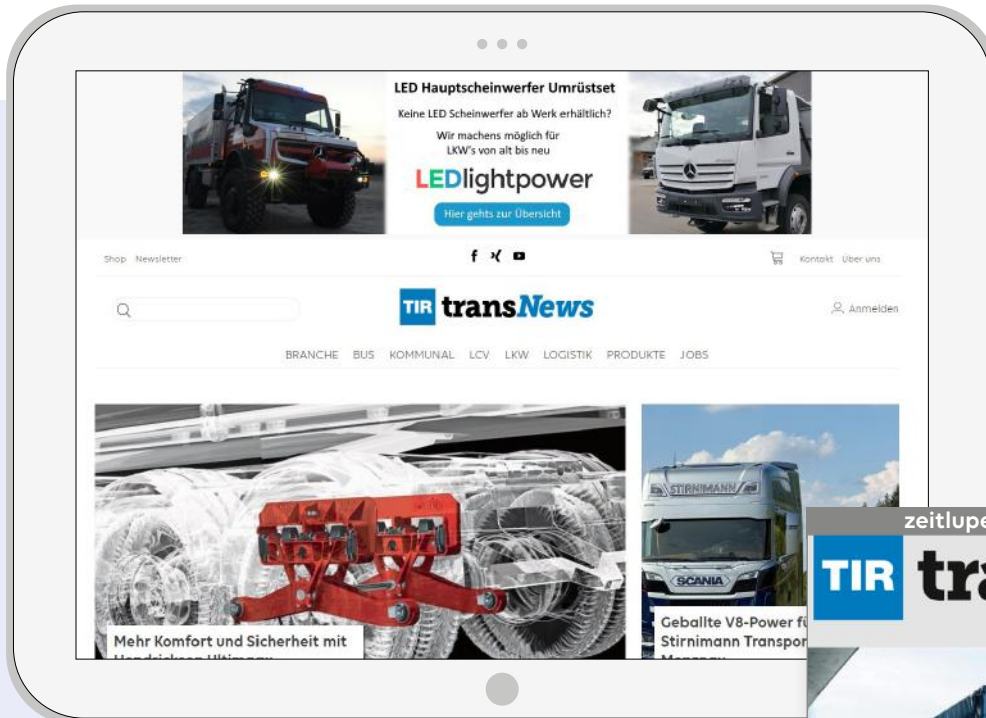 LED Hauptscheinwerfer Umrüstset
Keine LED Scheinwerfer ab Werk erhältlich?
Wir machens möglich für
LKW's von alt bis neu
LEDlightpower
Hier gehts zur Übersicht
Shop Newsletter
Kontakt Über uns
TIR transNews
Anmelden
BRANCHE BUS KOMMUNAL LCV LKW LOGISTIK PRODUKTE JOBS
STIRNIMANN
SCANIA
Mehr Komfort und Sicherheit mit
Geballte V8-Power fü
Stirnimann Transpor
zeitlupe
TIR tra